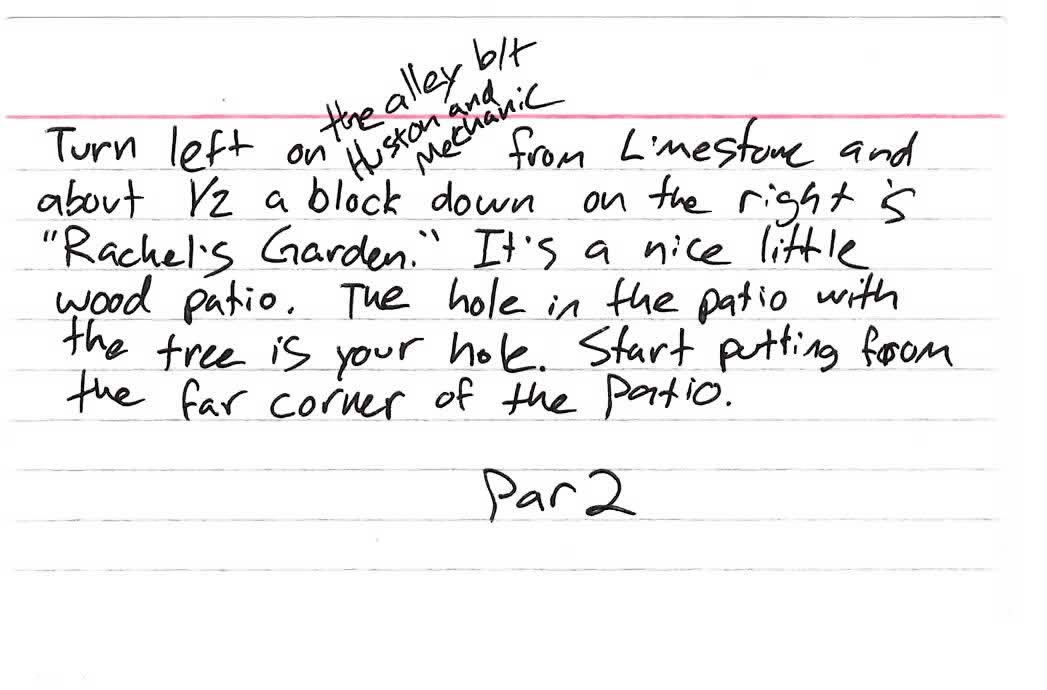 the alley b/t
Huston and
Mechanic
Turn left on from Limestone and
about 1/2 a block down on the right is
"Rachel's Garden." It's a nice little
wood patio. The hole in the patio with
the tree is your hole. Start putting from
the far corner of the patio.
Par 2